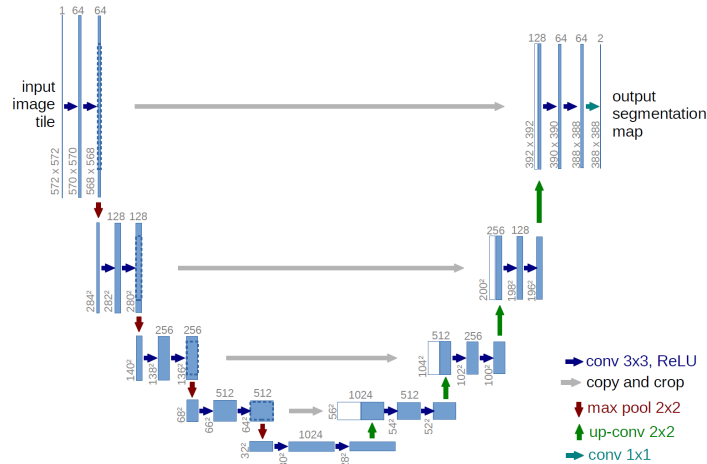 1 64 64
128 64 64 2
input
image
tile
output
segmentation
map
572 x 572
570 x 570
568 x 568
392 x 392
390 x 390
388 x 388
388 x 388
128 128
256 128
284²
282²
280²
200²
198²
196²
256 256
512 256
140²
138²
136²
104²
102²
100²
512 512
1024 512
68²
66²
64²
56²
54²
52²
1024
32²
conv 3x3, ReLU
copy and crop
max pool 2x2
up-conv 2x2
conv 1x1